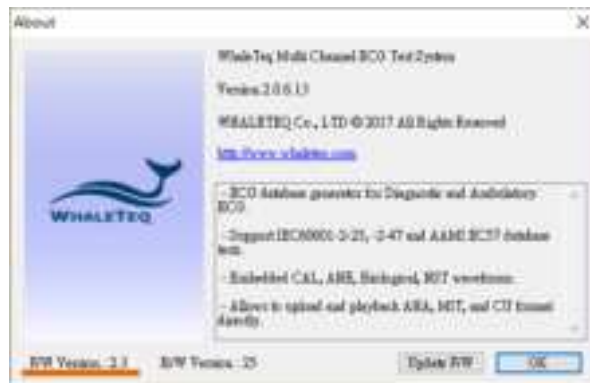 About
WhaleTeq Multi Channel ECG Test System
Version 2.0.6.13
WHALETEQ Co., LTD © 2017 All Rights Reserved
http://www.whaleteq.com
WHALETEQ
- ECG database generator for Diagnostic and Ambulatory
ECG.
- Support IEC60601-2-25, -2-47 and AAMI EC57 database
test.
- Embedded CAL, ANE, Biological, NST waveforms.
- Allows to upload and playback AHA, MIT, and CU format
directly.
F/W Version : 2.3
H/W Version : 25
Update F/W
OK